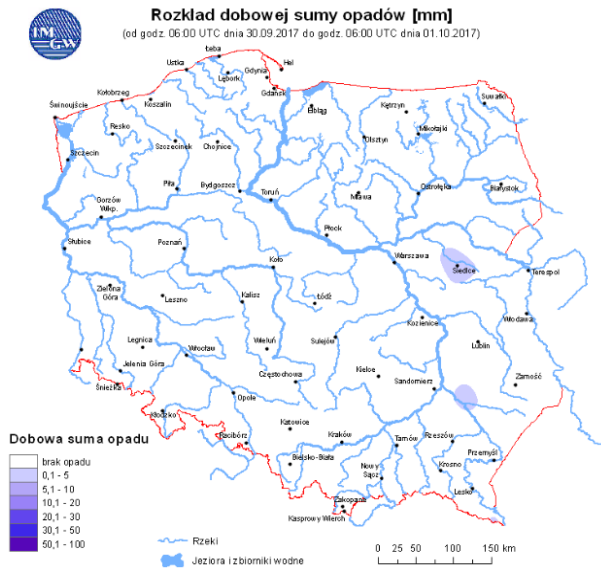 IM
GW
Rozkład dobowej sumy opadów [mm]
(od godz. 06:00 UTC dnia 30.09.2017 do godz. 06:00 UTC dnia 01.10.2017)
Łeba
Ustka
Hel
Gdynia
Lębork
Gdańsk
Kołobrzeg
Koszalin
Suwałki
Świnoujście
Elbląg
Kętrzyn
Resko
Mikołajki
Olsztyn
Szczecinek
Chojnice
Szczecin
Piła
Bydgoszcz
Toruń
Mława
Ostrołęka
Białystok
Gorzów
Wlkp.
Płock
Słubice
Poznań
Koło
Warszawa
Siedlce
Terespol
Zielona
Góra
Leszno
Kalisz
Łódź
Kozienice
Włodawa
Legnica
Wrocław
Wieluń
Sulejów
Lublin
Jelenia Góra
Częstochowa
Kielce
Sandomierz
Zamość
Śnieżka
Opole
Kłodzko
Katowice
Racibórz
Kraków
Tarnów
Rzeszów
Przemyśl
Bielsko-Biała
Nowy
Sącz
Krosno
Lesko
Zakopane
Kasprowy Wierch
Dobowa suma opadu
brak opadu
0,1 - 5
5,1 - 10
10,1 - 20
20,1 - 30
30,1 - 50
50,1 - 100
Rzeki
Jeziora i zbiorniki wodne
0 25 50 100 150 km